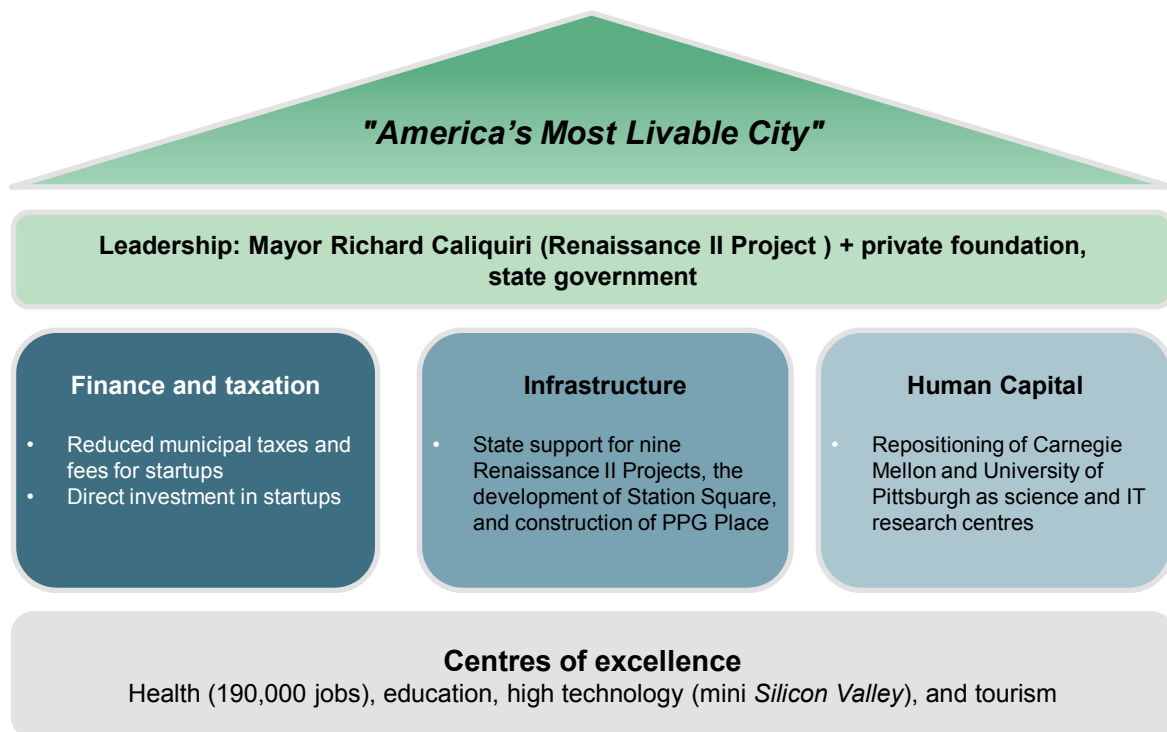 "America’s Most Livable City"
Leadership: Mayor Richard Caliquiri (Renaissance II Project ) + private foundation,
state government
Finance and taxation
• Reduced municipal taxes and
fees for startups
• Direct investment in startups
Infrastructure
• State support for nine
Renaissance II Projects, the
development of Station Square,
and construction of PPG Place
Human Capital
• Repositioning of Carnegie
Mellon and University of
Pittsburgh as science and IT
research centres
Centres of excellence
Health (190,000 jobs), education, high technology (mini Silicon Valley), and tourism